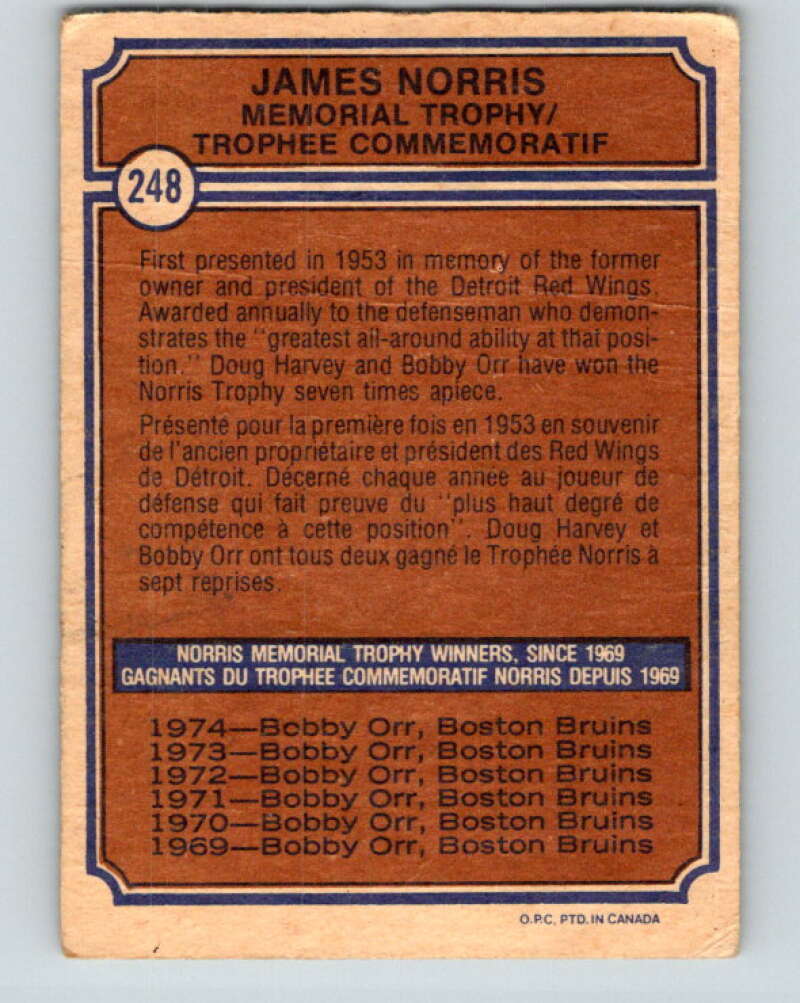 JAMES NORRIS
MEMORIAL TROPHY/
TROPHEE COMMEMORATIF
248
First presented in 1953 in memory of the former
owner and president of the Detroit Red Wings.
Awarded annually to the defenseman who demon-
strates the "greatest all-around ability at that posi-
tion." Doug Harvey and Bobby Orr have won the
Norris Trophy seven times apiece.
Présenté pour la première fois en 1953 en souvenir
de l'ancien propriétaire et président des Red Wings
de Détroit. Décerné chaque année au joueur de
défense qui fait preuve du "plus haut degré de
compétence à cette position". Doug Harvey et
Bobby Orr ont tous deux gagné le Trophée Norris à
sept reprises.
NORRIS MEMORIAL TROPHY WINNERS, SINCE 1969
GAGNANTS DU TROPHEE COMMEMORATIF NORRIS DEPUIS 1969
1974—Bobby Orr, Boston Bruins
1973—Bobby Orr, Boston Bruins
1972—Bobby Orr, Boston Bruins
1971—Bobby Orr, Boston Bruins
1970—Bobby Orr, Boston Bruins
1969—Bobby Orr, Boston Bruins
O.P.C. PTD. IN CANADA